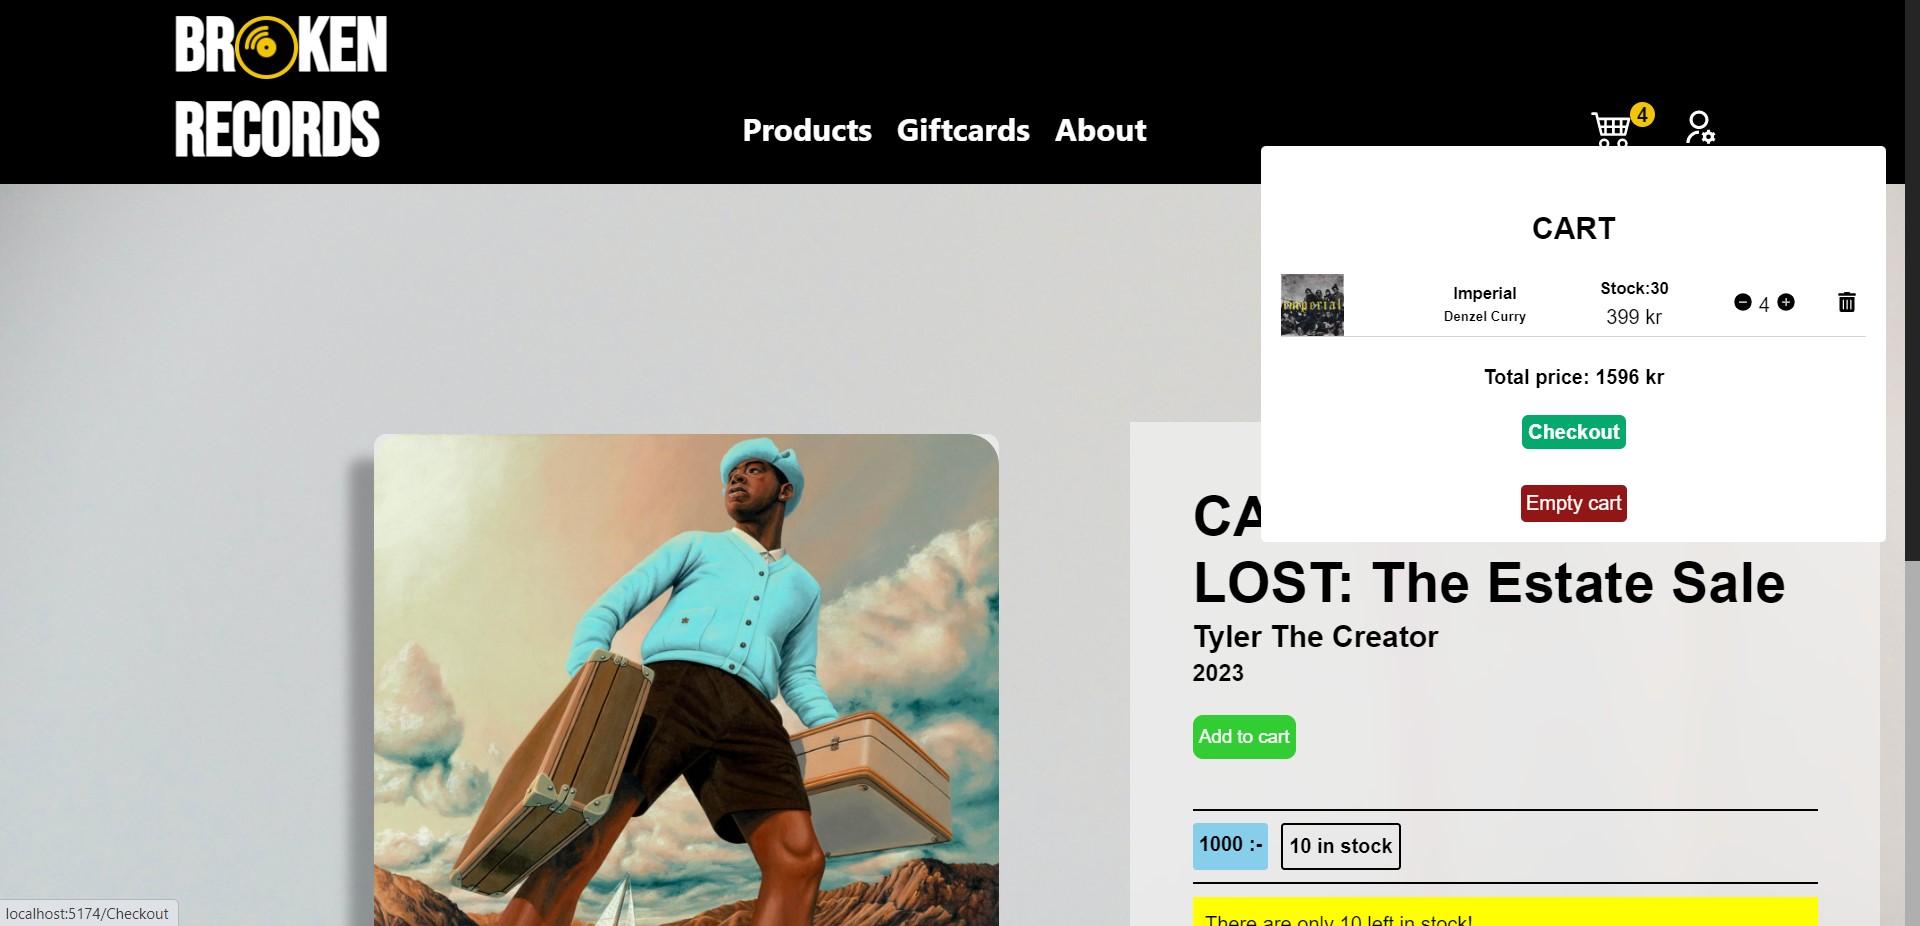 BROKEN
RECORDS
Products Giftcards About
4
CART
imperial
Imperial
Denzel Curry
Stock:30
399 kr
4
Total price: 1596 kr
Checkout
Empty cart
CA
LOST: The Estate Sale
Tyler The Creator
2023
Add to cart
1000 :-
10 in stock
There are only 10 left in stock!
localhost:5174/Checkout